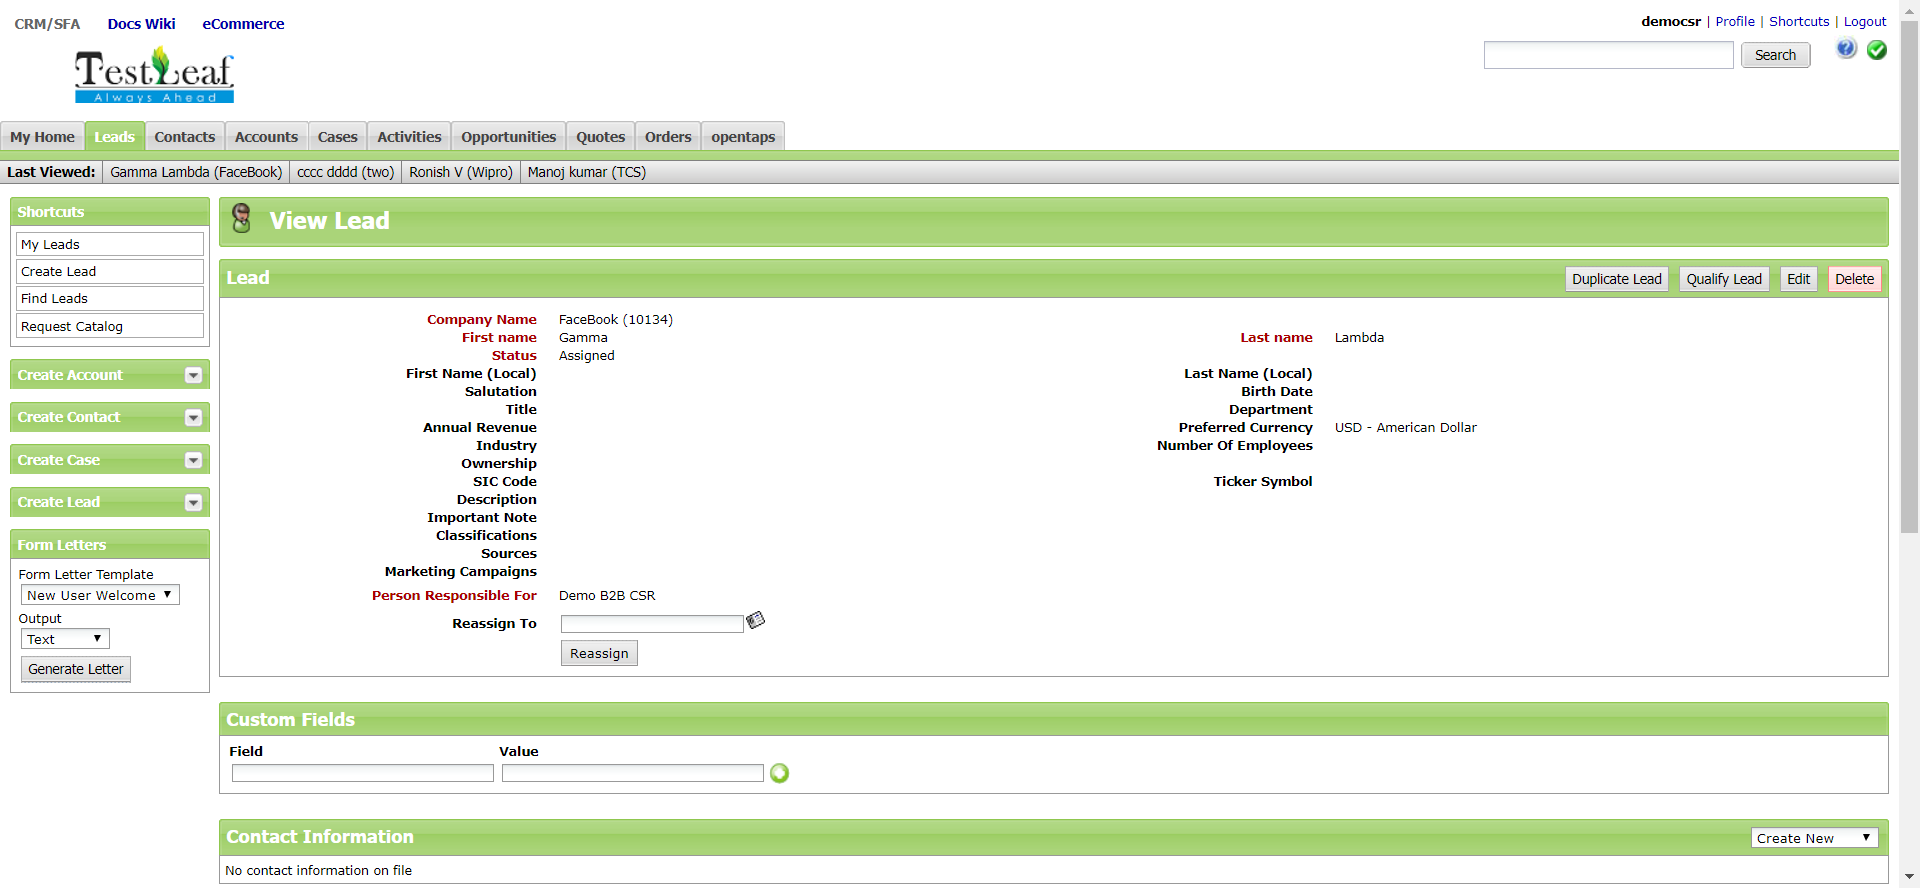 CRM/SFA Docs Wiki eCommerce
democsr | Profile | Shortcuts | Logout
TestLeaf
Always Ahead
Search
My Home Leads Contacts Accounts Cases Activities Opportunities Quotes Orders opentaps
Last Viewed: Gamma Lambda (FaceBook) cccc dddd (two) Ronish V (Wipro) Manoj kumar (TCS)
Shortcuts
My Leads
Create Lead
Find Leads
Request Catalog
Create Account
Create Contact
Create Case
Create Lead
Form Letters
Form Letter Template
New User Welcome
Output
Text
Generate Letter
View Lead
Lead Duplicate Lead Qualify Lead Edit Delete
Company Name FaceBook (10134)
First name Gamma Last name Lambda
Status Assigned
First Name (Local) Last Name (Local)
Salutation Birth Date
Title Department
Annual Revenue Preferred Currency USD - American Dollar
Industry Number Of Employees
Ownership
SIC Code Ticker Symbol
Description
Important Note
Classifications
Sources
Marketing Campaigns
Person Responsible For Demo B2B CSR
Reassign To
Reassign
Custom Fields
Field Value
Contact Information Create New
No contact information on file